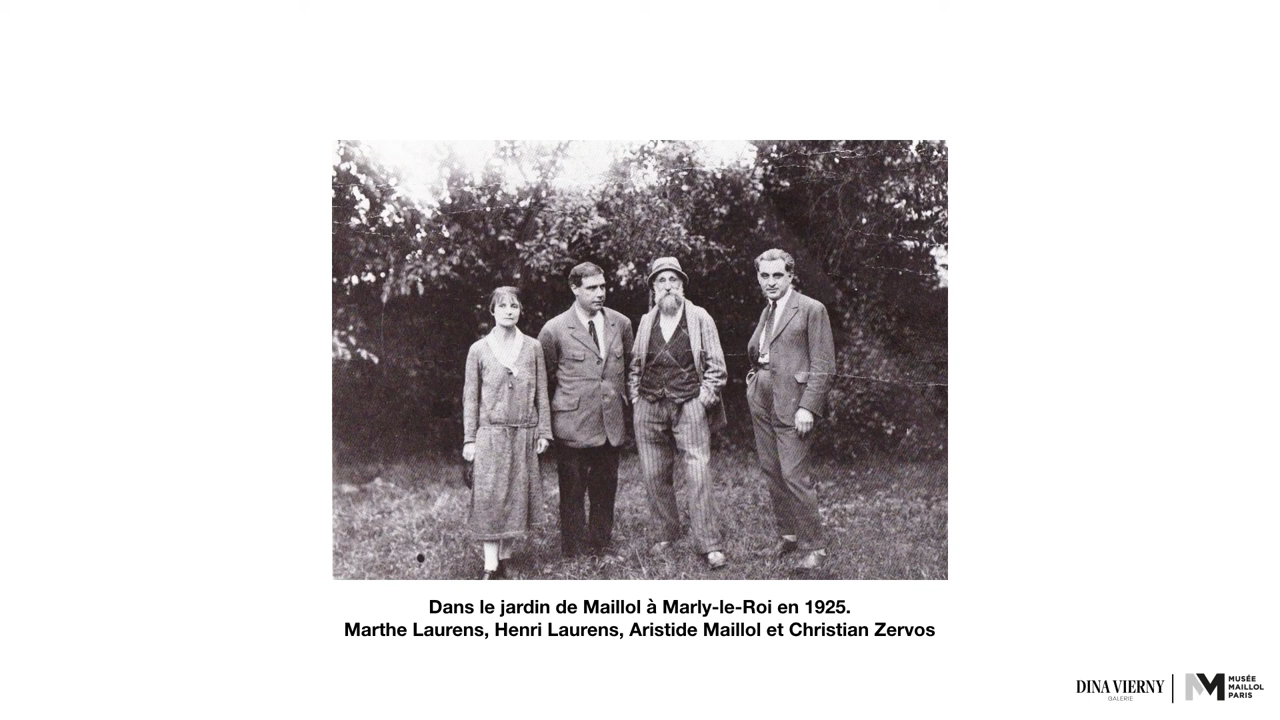 Dans le jardin de Maillol à Marly-le-Roi en 1925.
Marthe Laurens, Henri Laurens, Aristide Maillol et Christian Zervos
DINA VIERNY
GALERIE
MUSÉE
MAILLOL
PARIS